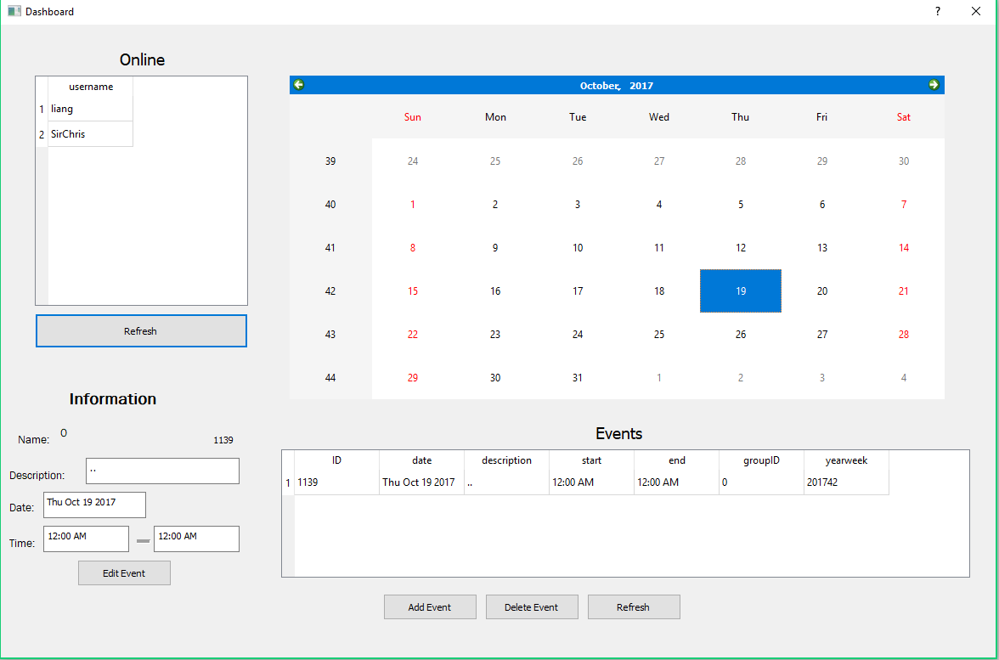 Dashboard ?
Online
username
1 liang
2 SirChris
Refresh
October, 2017
Sun Mon Tue Wed Thu Fri Sat
39 24 25 26 27 28 29 30
40 1 2 3 4 5 6 7
41 8 9 10 11 12 13 14
42 15 16 17 18 19 20 21
43 22 23 24 25 26 27 28
44 29 30 31 1 2 3 4
Information
Name: 0 1139
Description: ..
Date: Thu Oct 19 2017
Time: 12:00 AM 12:00 AM
Edit Event
Events
ID date description start end groupID yearweek
1 1139 Thu Oct 19 2017 .. 12:00 AM 12:00 AM 0 201742
Add Event Delete Event Refresh